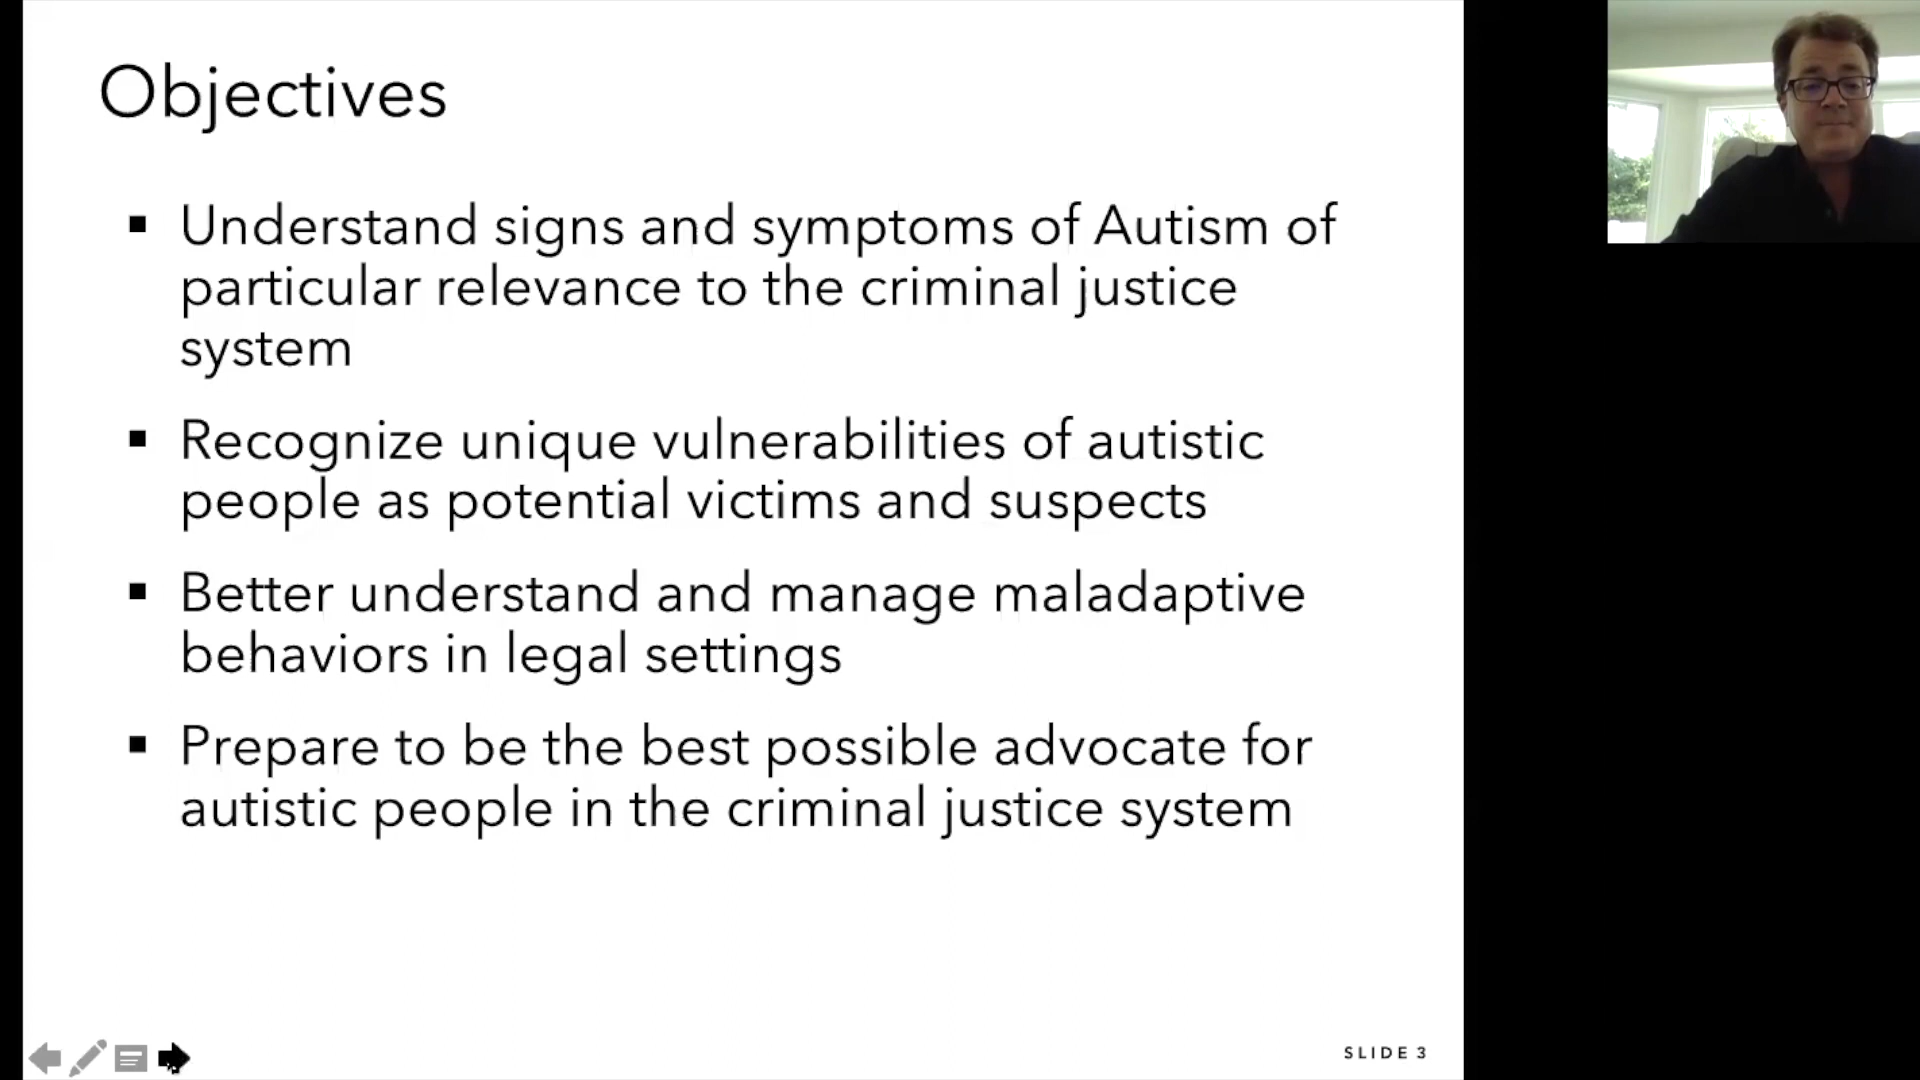 Objectives
▪ Understand signs and symptoms of Autism of
particular relevance to the criminal justice
system
▪ Recognize unique vulnerabilities of autistic
people as potential victims and suspects
▪ Better understand and manage maladaptive
behaviors in legal settings
▪ Prepare to be the best possible advocate for
autistic people in the criminal justice system
SLIDE 3